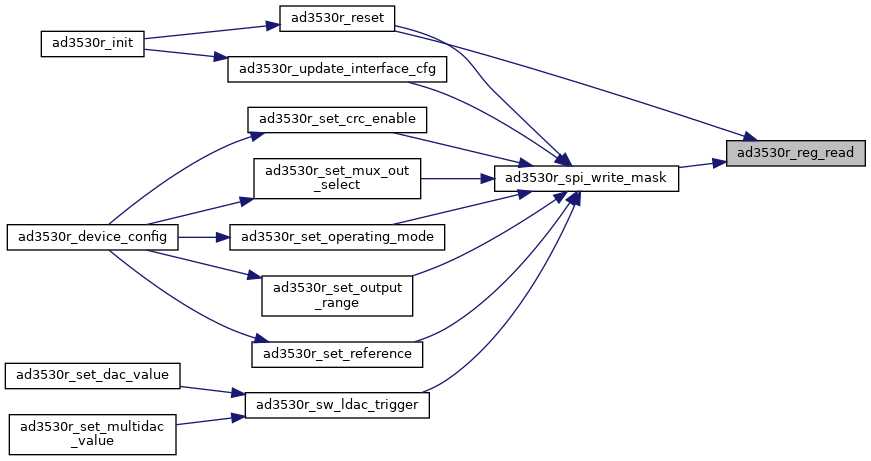 ad3530r_reset
ad3530r_init
ad3530r_update_interface_cfg
ad3530r_set_crc_enable
ad3530r_reg_read
ad3530r_set_mux_out
_select
ad3530r_spi_write_mask
ad3530r_device_config
ad3530r_set_operating_mode
ad3530r_set_output
_range
ad3530r_set_reference
ad3530r_set_dac_value
ad3530r_sw_ldac_trigger
ad3530r_set_multidac
_value